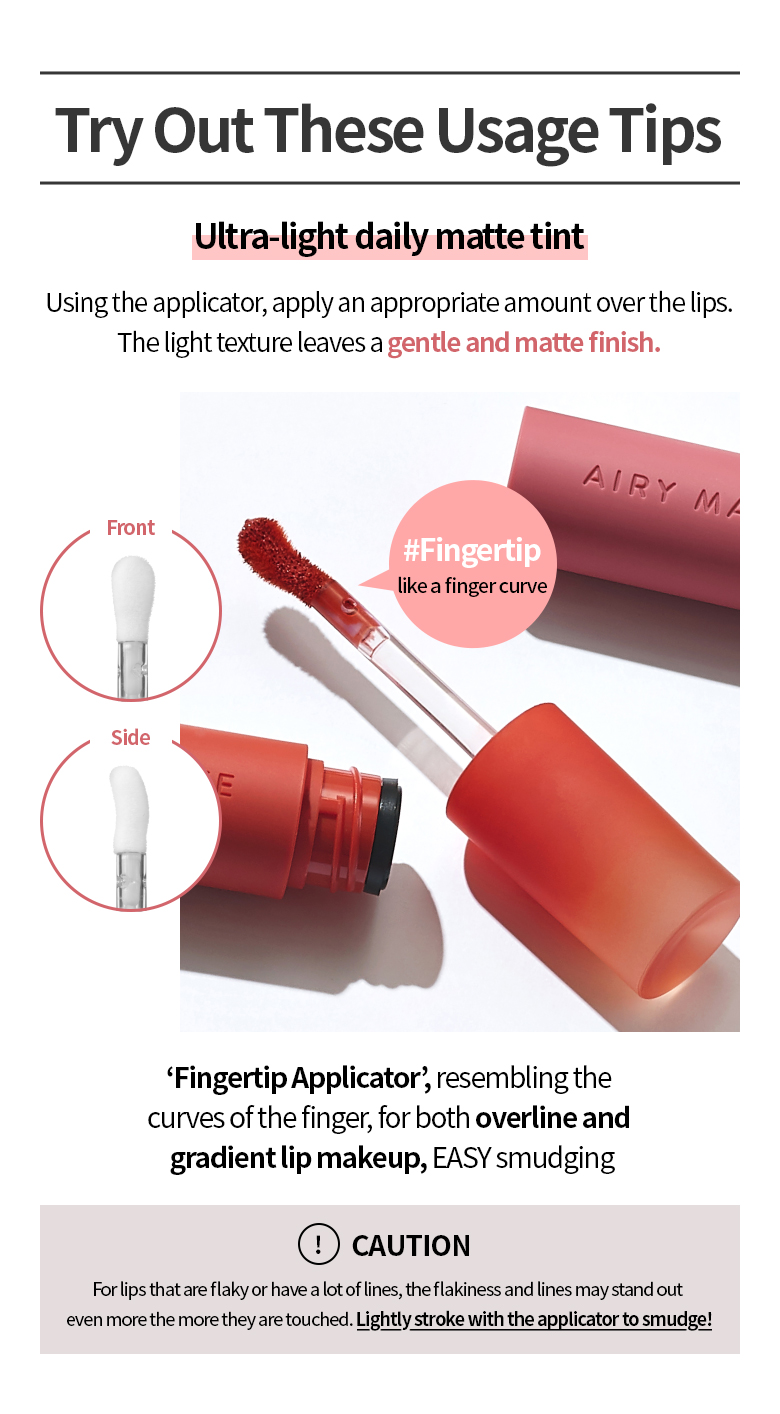 Try Out These Usage Tips
Ultra-light daily matte tint
Using the applicator, apply an appropriate amount over the lips.
The light texture leaves a gentle and matte finish.
AIRY MA
Front
#Fingertip
like a finger curve
Side
E
‘Fingertip Applicator’, resembling the
curves of the finger, for both overline and
gradient lip makeup, EASY smudging
! CAUTION
For lips that are flaky or have a lot of lines, the flakiness and lines may stand out
even more the more they are touched. Lightly stroke with the applicator to smudge!